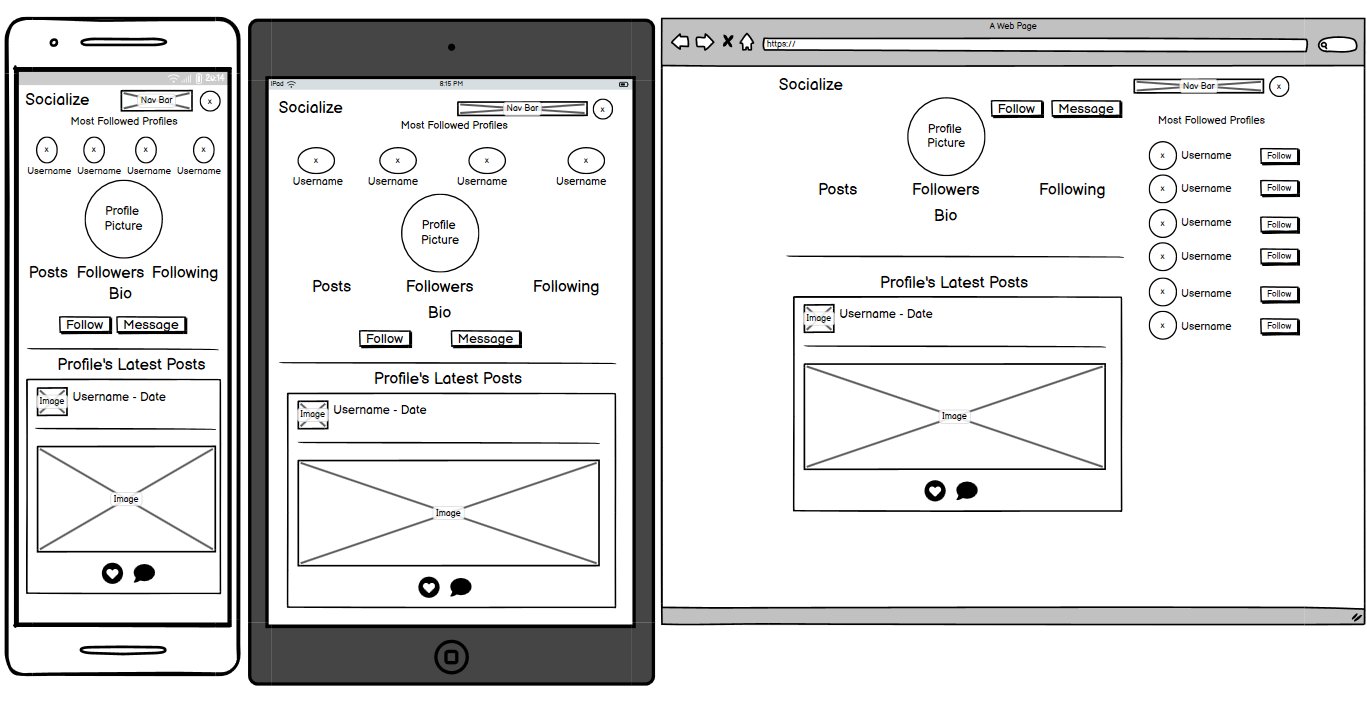 20:14
Socialize
Nav Bar
x
Most Followed Profiles
x x x x
Username Username Username Username
Profile
Picture
Posts Followers Following
Bio
Follow Message
Profile's Latest Posts
Image
Username - Date
Image
iPad
8:15 PM
Socialize
Nav Bar
x
Most Followed Profiles
x x x x
Username Username Username Username
Profile
Picture
Posts Followers Following
Bio
Follow Message
Profile's Latest Posts
Image
Username - Date
Image
A Web Page
https://
Socialize
Nav Bar
x
Follow Message
Profile
Picture
Posts Followers Following
Bio
Profile's Latest Posts
Image
Username - Date
Image
Most Followed Profiles
x Username Follow
x Username Follow
x Username Follow
x Username Follow
x Username Follow
x Username Follow